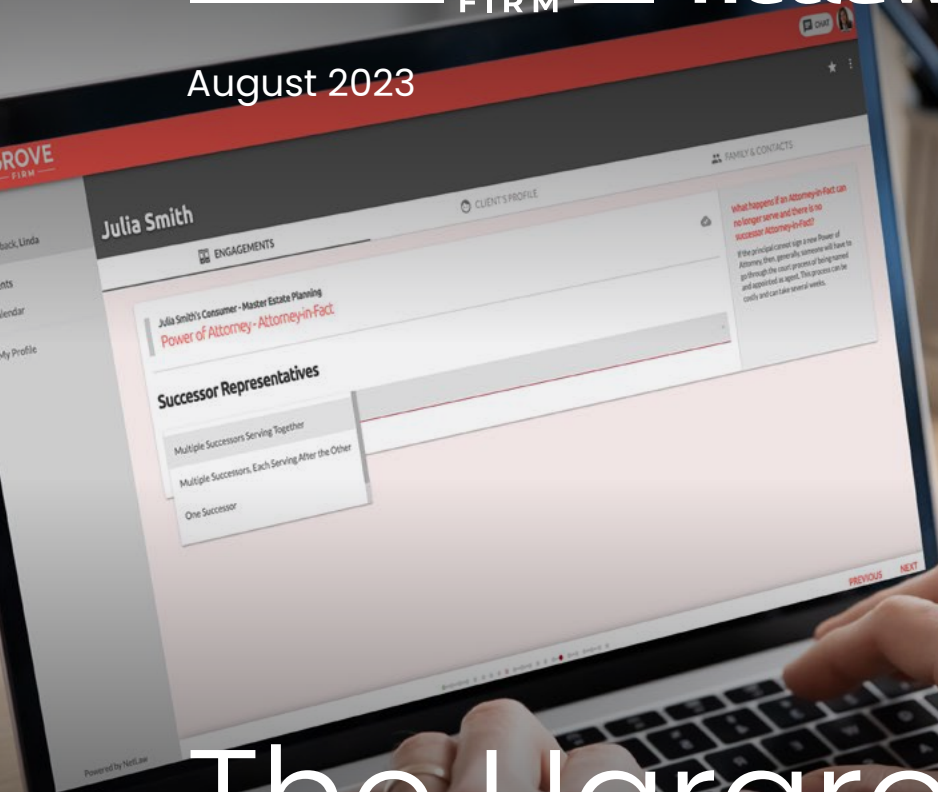 FIRM
August 2023
CHAT
GROVE
FIRM
back, Linda
Julia Smith
ENGAGEMENTS
CLIENT'S PROFILE
FAMILY & CONTACTS
My Profile
Julia Smith's Consumer - Master Estate Planning
Power of Attorney - Attorney-in-Fact
Successor Representatives
Multiple Successors Serving Together
Multiple Successors, Each Serving After the Other
One Successor
What happens if an Attorney-in-Fact can
no longer serve and there is no
successor Attorney-in-Fact?
If the principal cannot sign a new Power of
Attorney, then, generally, someone will have to
go through the court process of being named
and appointed as agent. This process can be
costly and can take several weeks.
PREVIOUS
NEXT
Powered by NetLaw
The Hargro